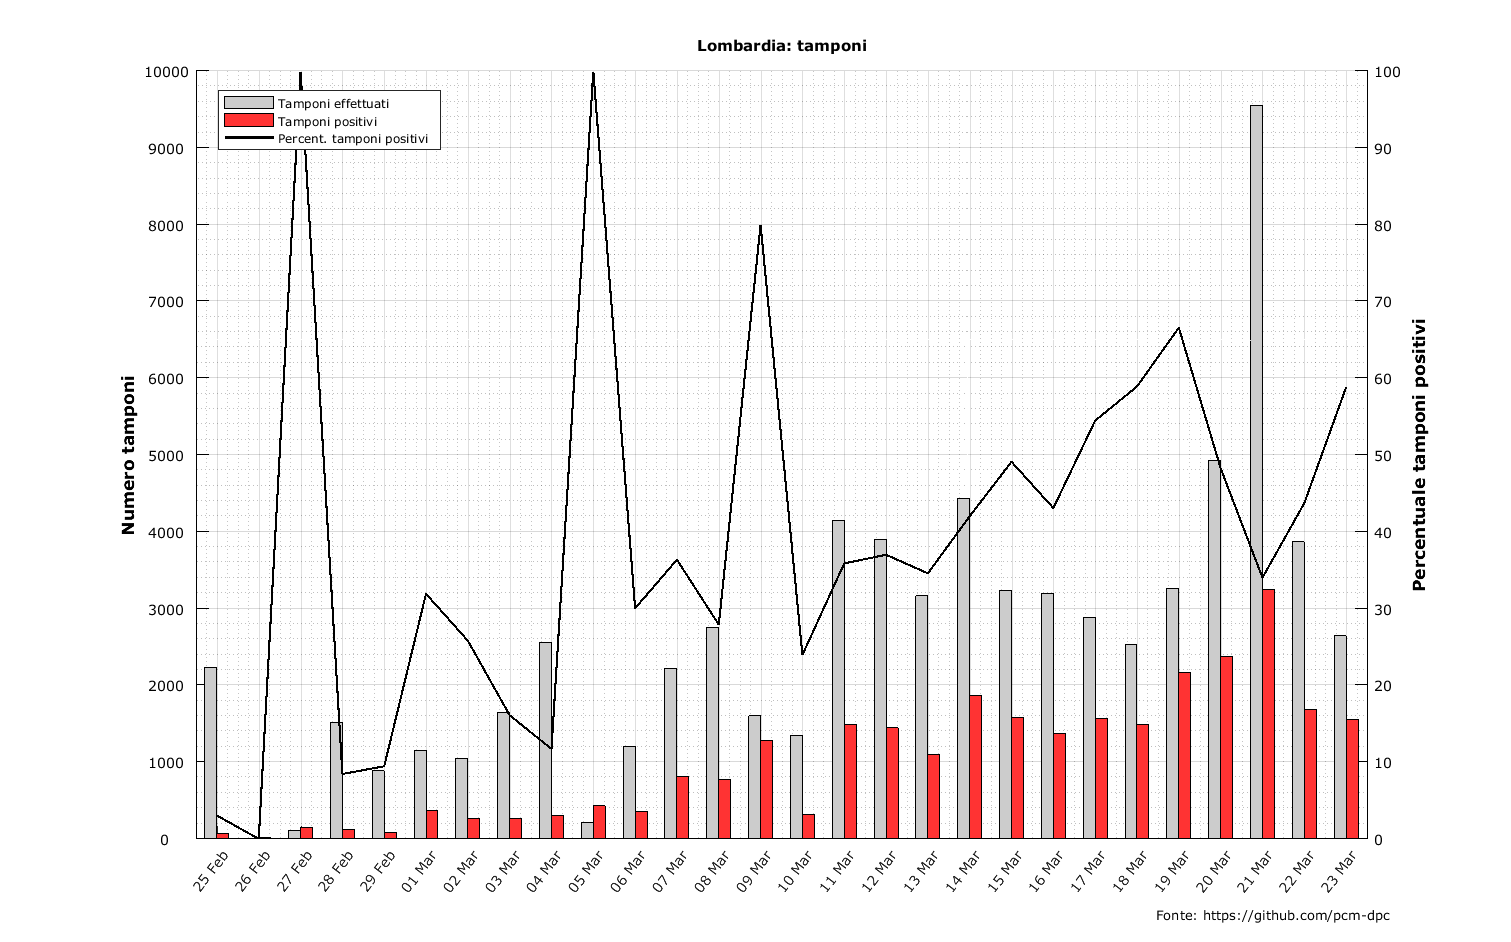 Lombardia: tamponi
Tamponi effettuati
Tamponi positivi
Percent. tamponi positivi
Numero tamponi
10000
9000
8000
7000
6000
5000
4000
3000
2000
1000
0
Percentuale tamponi positivi
100
90
80
70
60
50
40
30
20
10
0
25 Feb
26 Feb
27 Feb
28 Feb
29 Feb
01 Mar
02 Mar
03 Mar
04 Mar
05 Mar
06 Mar
07 Mar
08 Mar
09 Mar
10 Mar
11 Mar
12 Mar
13 Mar
14 Mar
15 Mar
16 Mar
17 Mar
18 Mar
19 Mar
20 Mar
21 Mar
22 Mar
23 Mar
Fonte: https://github.com/pcm-dpc